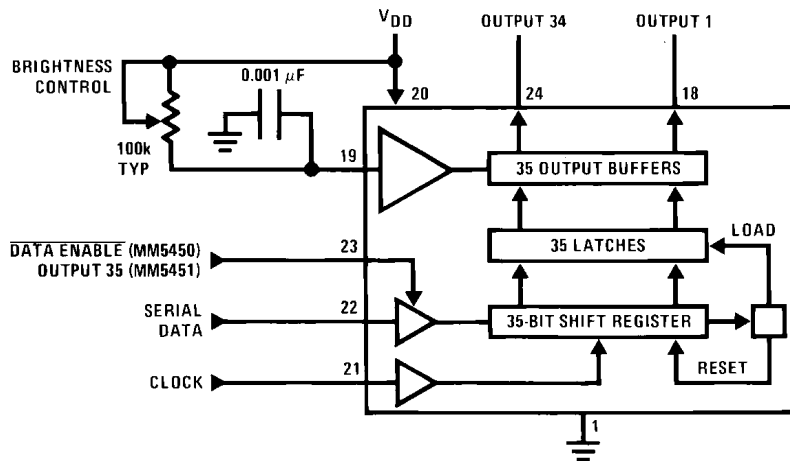 VDD
OUTPUT 34
OUTPUT 1
BRIGHTNESS
CONTROL
0.001 µF
20
24
18
100k
TYP
19
35 OUTPUT BUFFERS
LOAD
DATA ENABLE (MM5450)
OUTPUT 35 (MM5451)
23
35 LATCHES
SERIAL
DATA
22
35-BIT SHIFT REGISTER
CLOCK
21
RESET
1